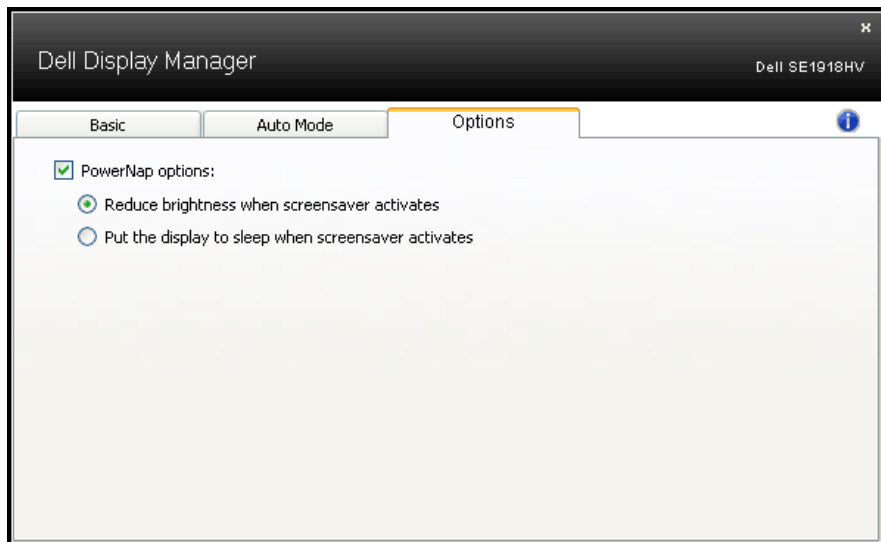 Dell Display Manager
Dell SE1918HV
Basic
Auto Mode
Options
PowerNap options:
Reduce brightness when screensaver activates
Put the display to sleep when screensaver activates